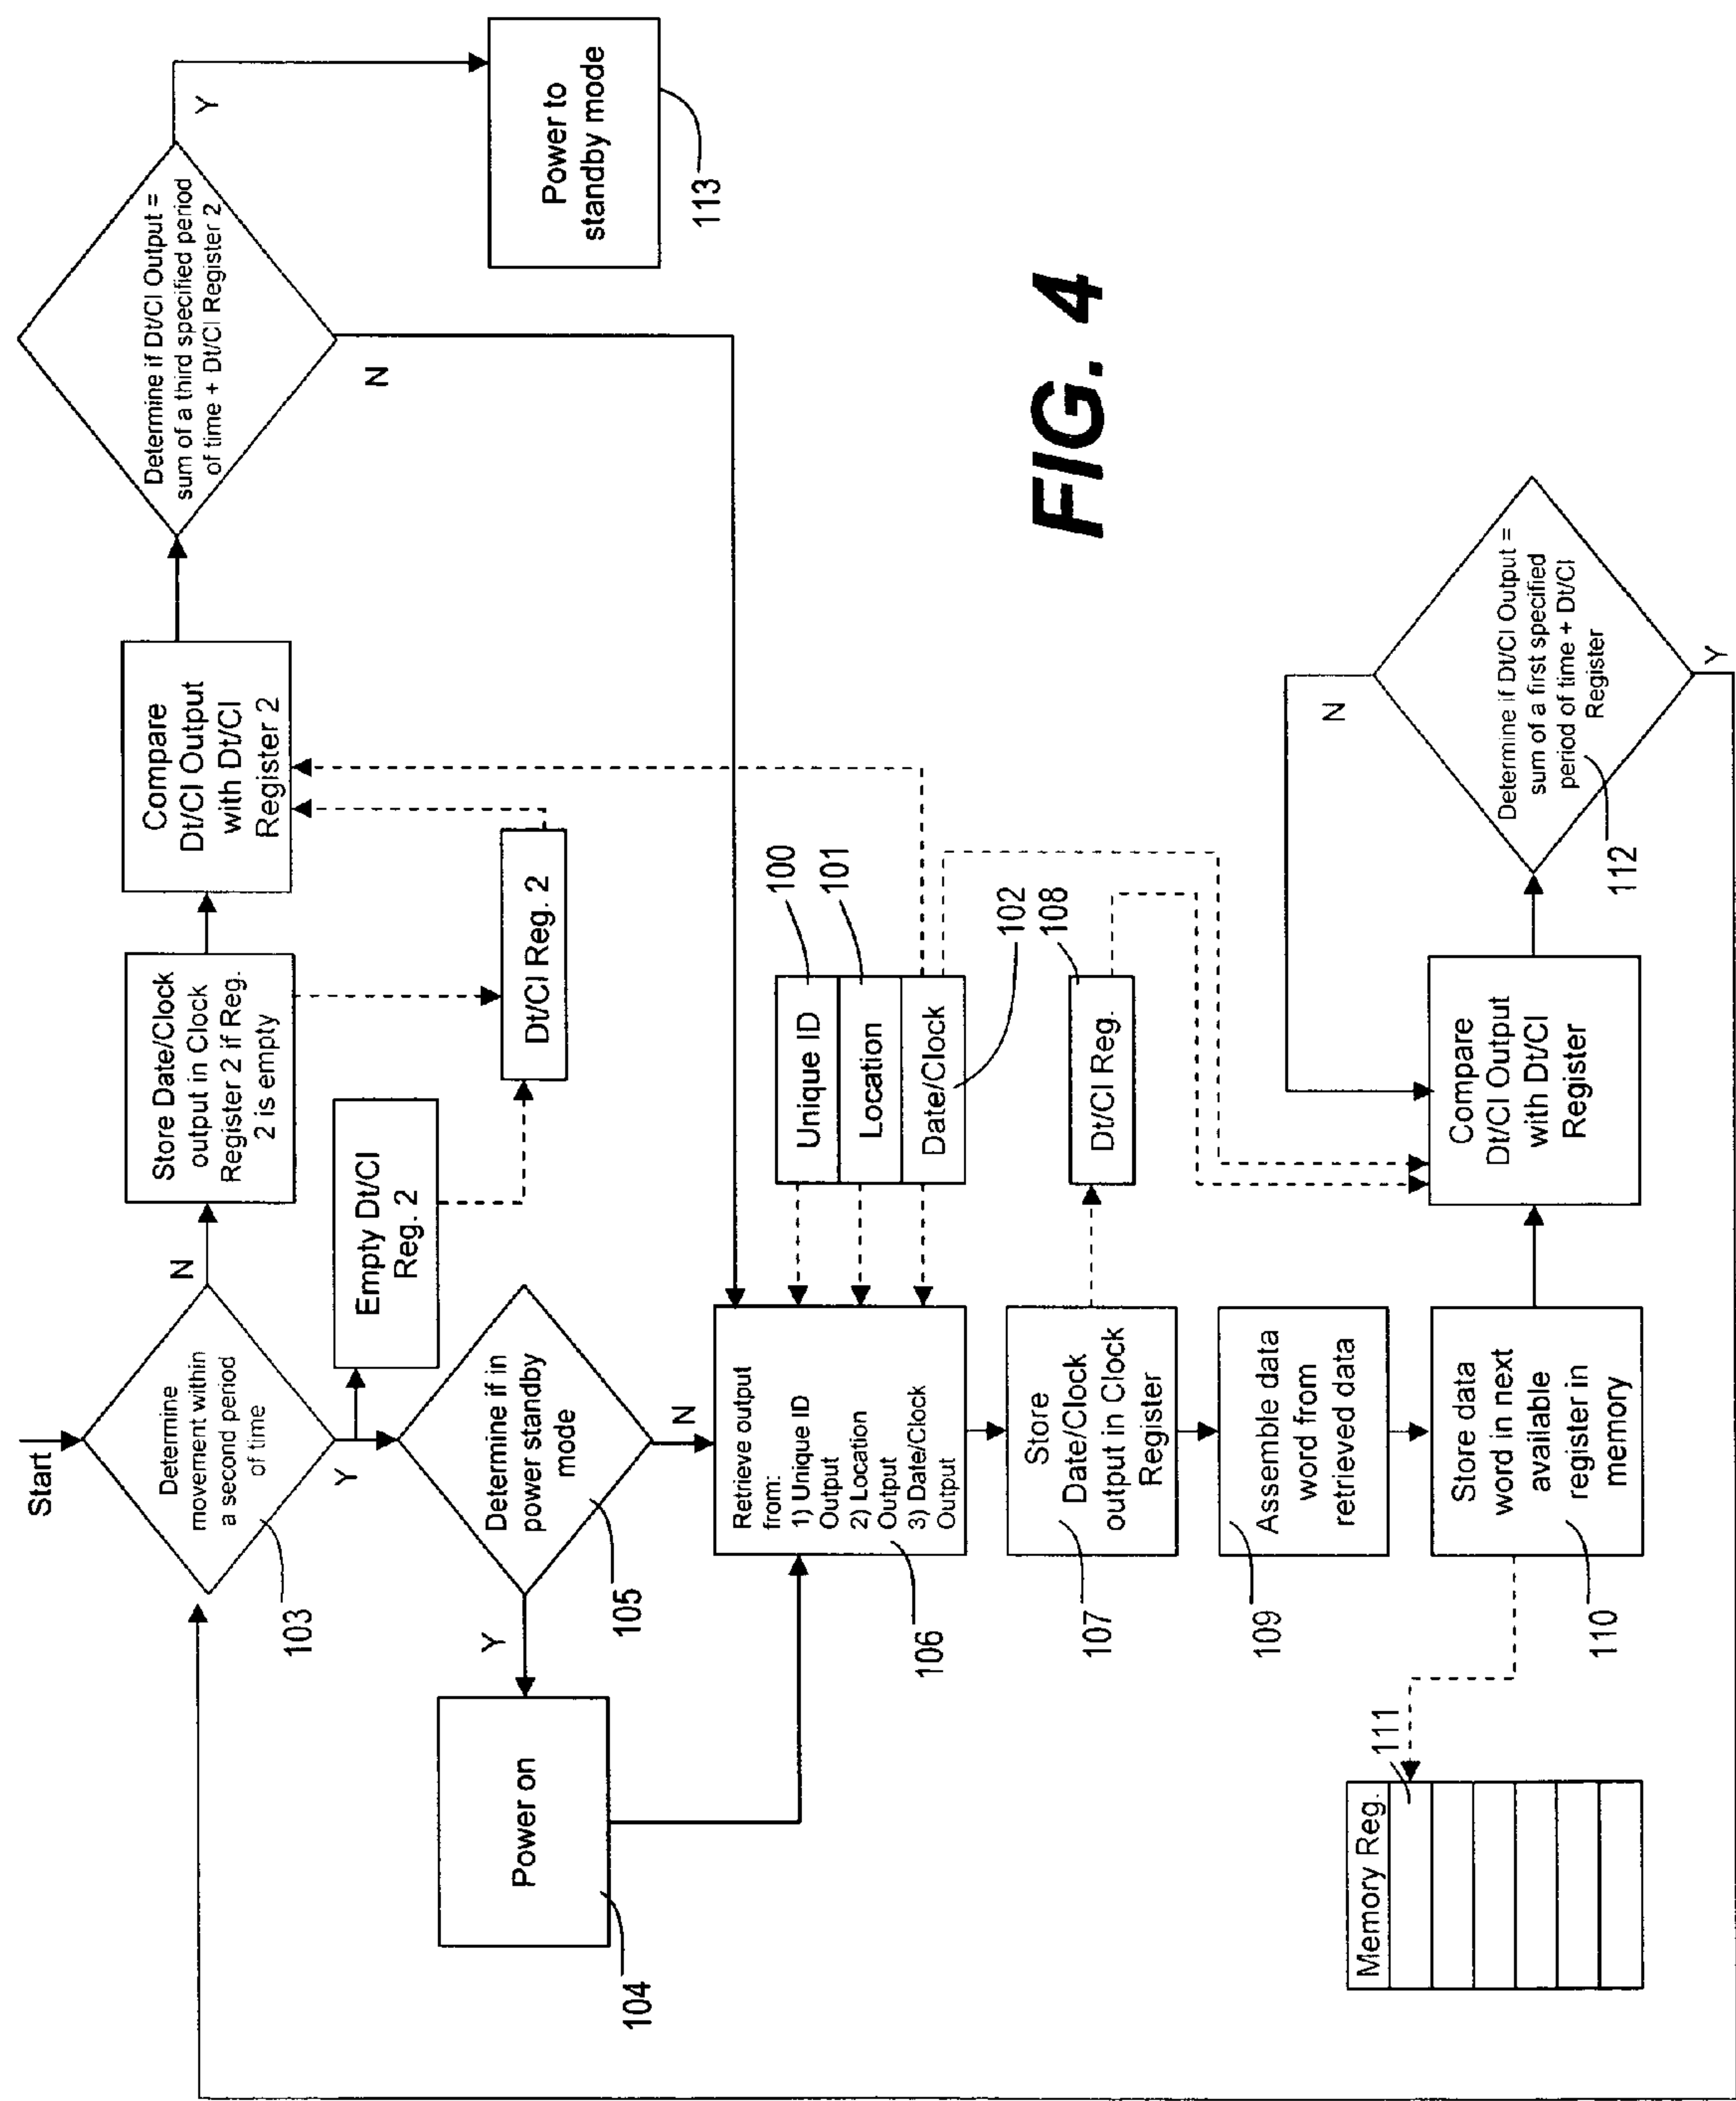 Start
Determine
movement within
a second period
of time
103
N
Y
Store Date/Clock
output in Clock
Register 2 if Reg.
2 is empty
Compare
Dt/Cl Output
with Dt/Cl
Register 2
Determine if Dt/Cl Output =
sum of a third specified period
of time + Dt/Cl Register 2
Y
N
Power to
standby mode
113
Empty Dt/Cl
Reg. 2
Dt/Cl Reg. 2
Determine if in
power standby
mode
105
Y
N
Power on
104
Retrieve output
from:
1) Unique ID
Output
2) Location
Output
3) Date/Clock
Output
106
Unique ID
Location
Date/Clock
100
101
102
108
Store
Date/Clock
output in Clock
Register
107
Dt/Cl Reg.
Assemble data
word from
retrieved data
109
Store data
word in next
available
register in
memory
110
Memory Reg.
111
Compare
Dt/Cl Output
with Dt/Cl
Register
Determine if Dt/Cl Output =
sum of a first specified
period of time + Dt/Cl
Register
112
N
Y
FIG. 4